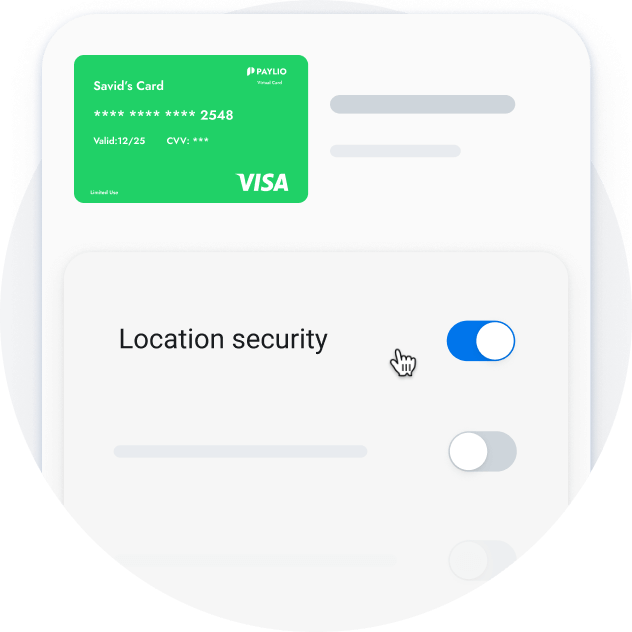 PAYLIO
Virtual Card
Savid's Card
**** **** **** 2548
Valid:12/25 CVV: ***
Limited Use
VISA
Location security